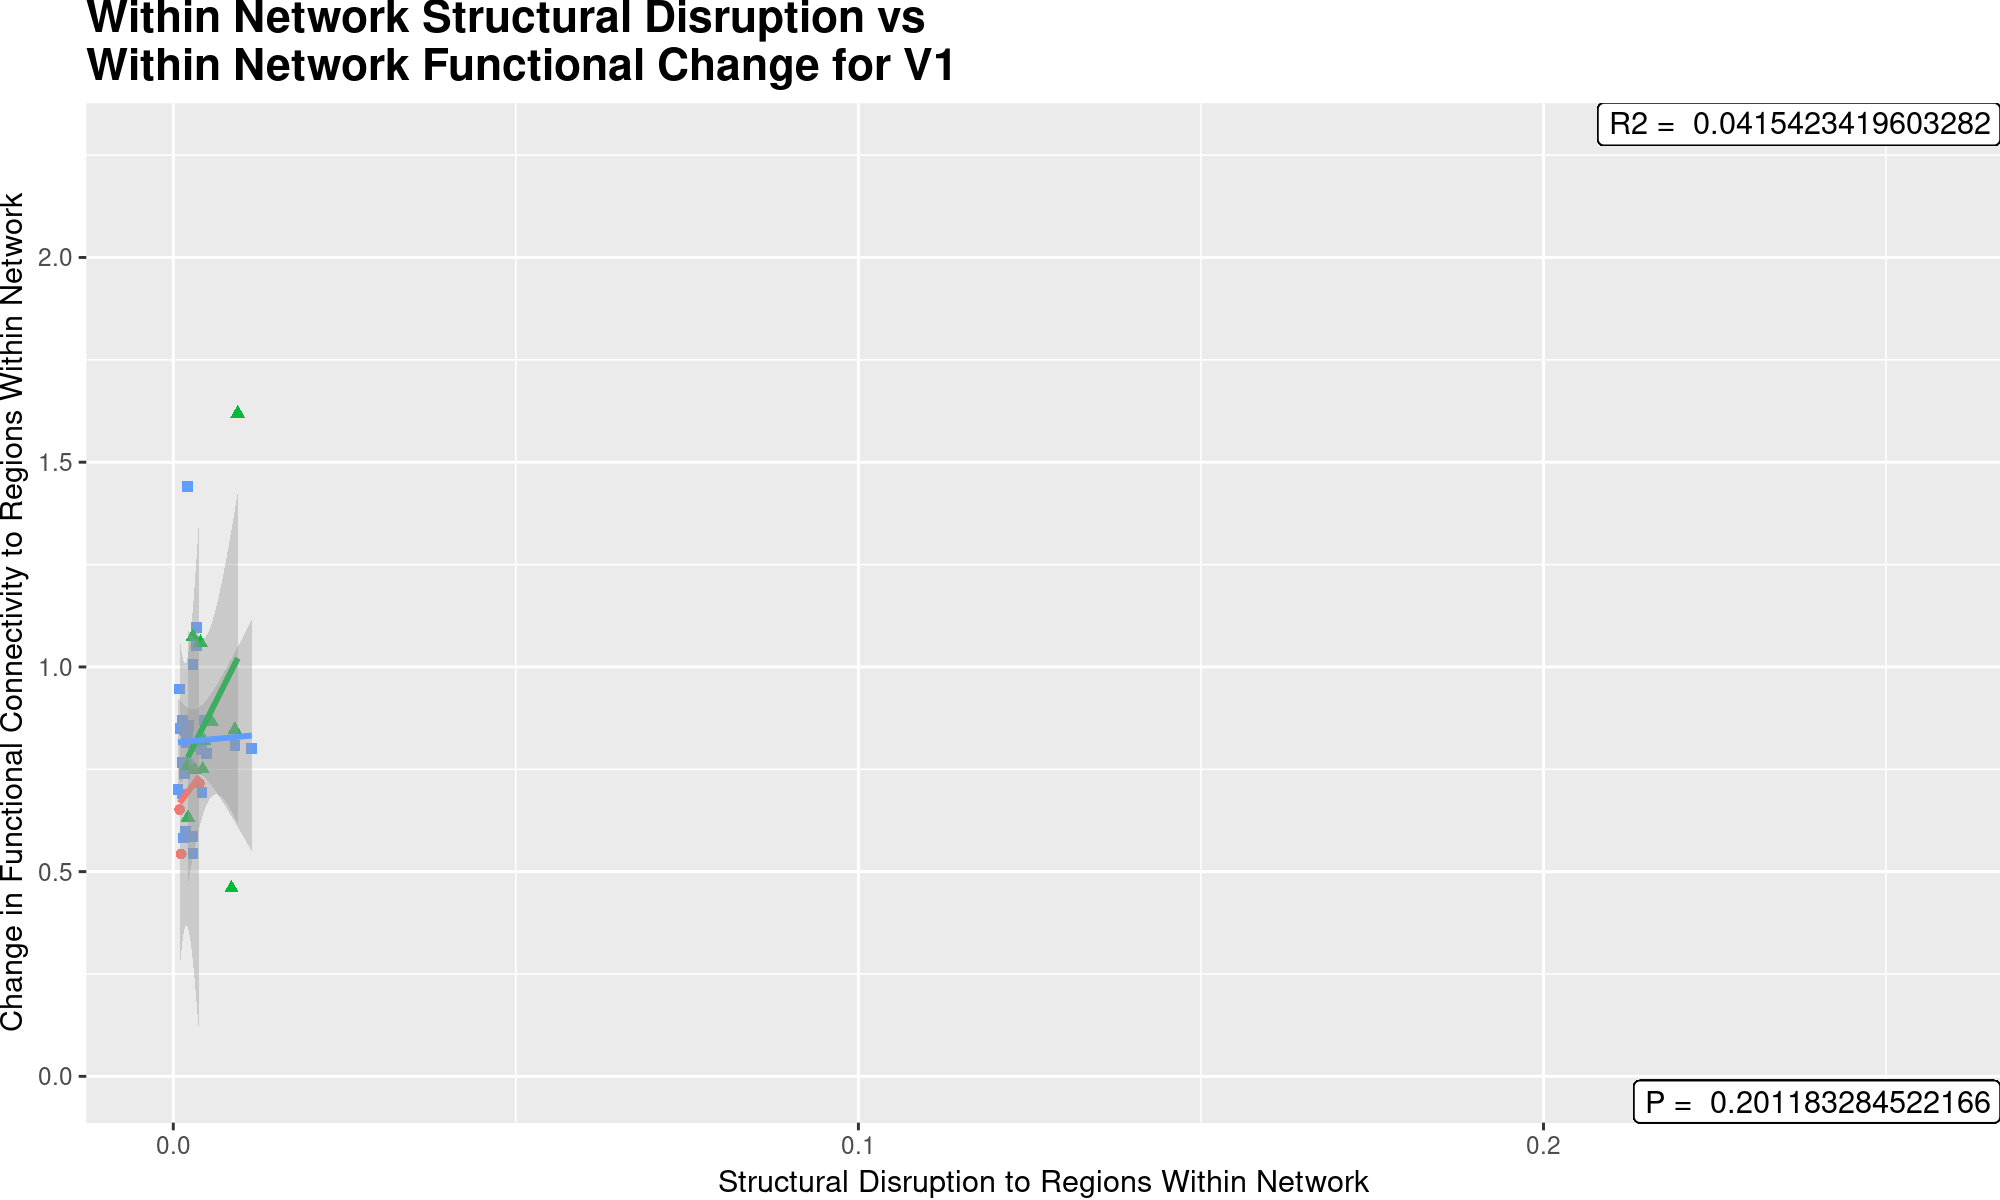 Within Network Structural Disruption vs
Within Network Functional Change for V1
R2 =  0.0415423419603282
Change in Functional Connectivity to Regions Within Network
2.0
1.5
1.0
0.5
0.0
P =  0.201183284522166
0.0
0.1
0.2
Structural Disruption to Regions Within Network